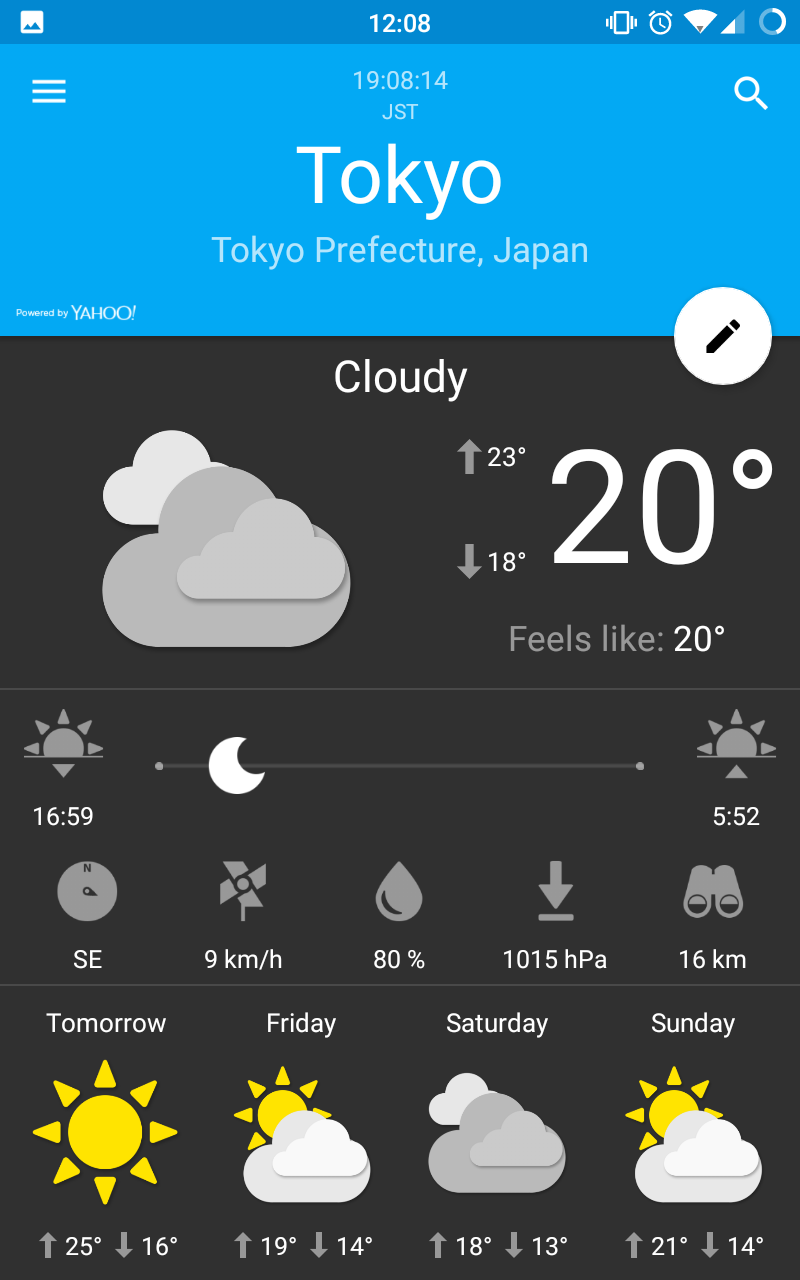 12:08
19:08:14
JST
Tokyo
Tokyo Prefecture, Japan
Powered by YAHOO!
Cloudy
23°
20°
18°
Feels like: 20°
16:59
5:52
N
SE
9 km/h
80 %
1015 hPa
16 km
Tomorrow
Friday
Saturday
Sunday
25° 16°
19° 14°
18° 13°
21° 14°